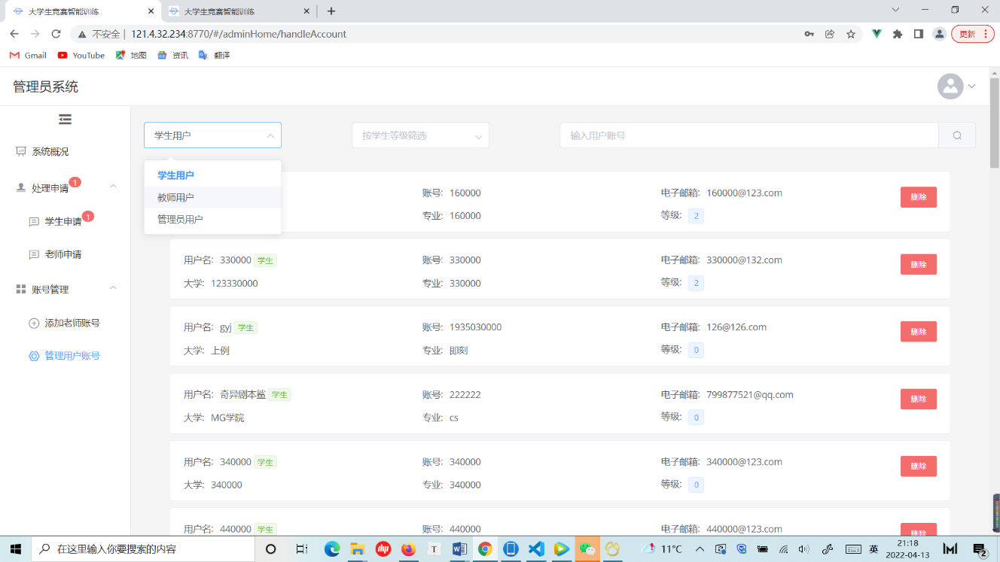 大学生竞赛智能训练
大学生竞赛智能训练
不安全 | 121.4.32.234:8770/#/adminHome/handleAccount
更新
Gmail YouTube 地图 资讯 翻译
管理员系统
系统概况
处理申请 1
学生申请 1
老师申请
账号管理
添加老师账号
管理用户账号
学生用户 按学生等级筛选 输入用户账号
学生用户
教师用户
管理员用户
账号: 160000 电子邮箱: 160000@123.com 删除
专业: 160000 等级: 2
用户名: 330000 学生 账号: 330000 电子邮箱: 330000@132.com 删除
大学: 123330000 专业: 330000 等级: 2
用户名: gyj 学生 账号: 1935030000 电子邮箱: 126@126.com 删除
大学: 上例 专业: 即刻 等级: 0
用户名: 奇异剧本鲨 学生 账号: 222222 电子邮箱: 799877521@qq.com 删除
大学: MG学院 专业: cs 等级: 0
用户名: 340000 学生 账号: 340000 电子邮箱: 340000@123.com 删除
大学: 340000 专业: 340000 等级: 0
用户名: 440000 学生 账号: 440000 电子邮箱: 440000@123.com 删除
在这里输入你要搜索的内容
11°C 英 21:18
2022-04-13
2